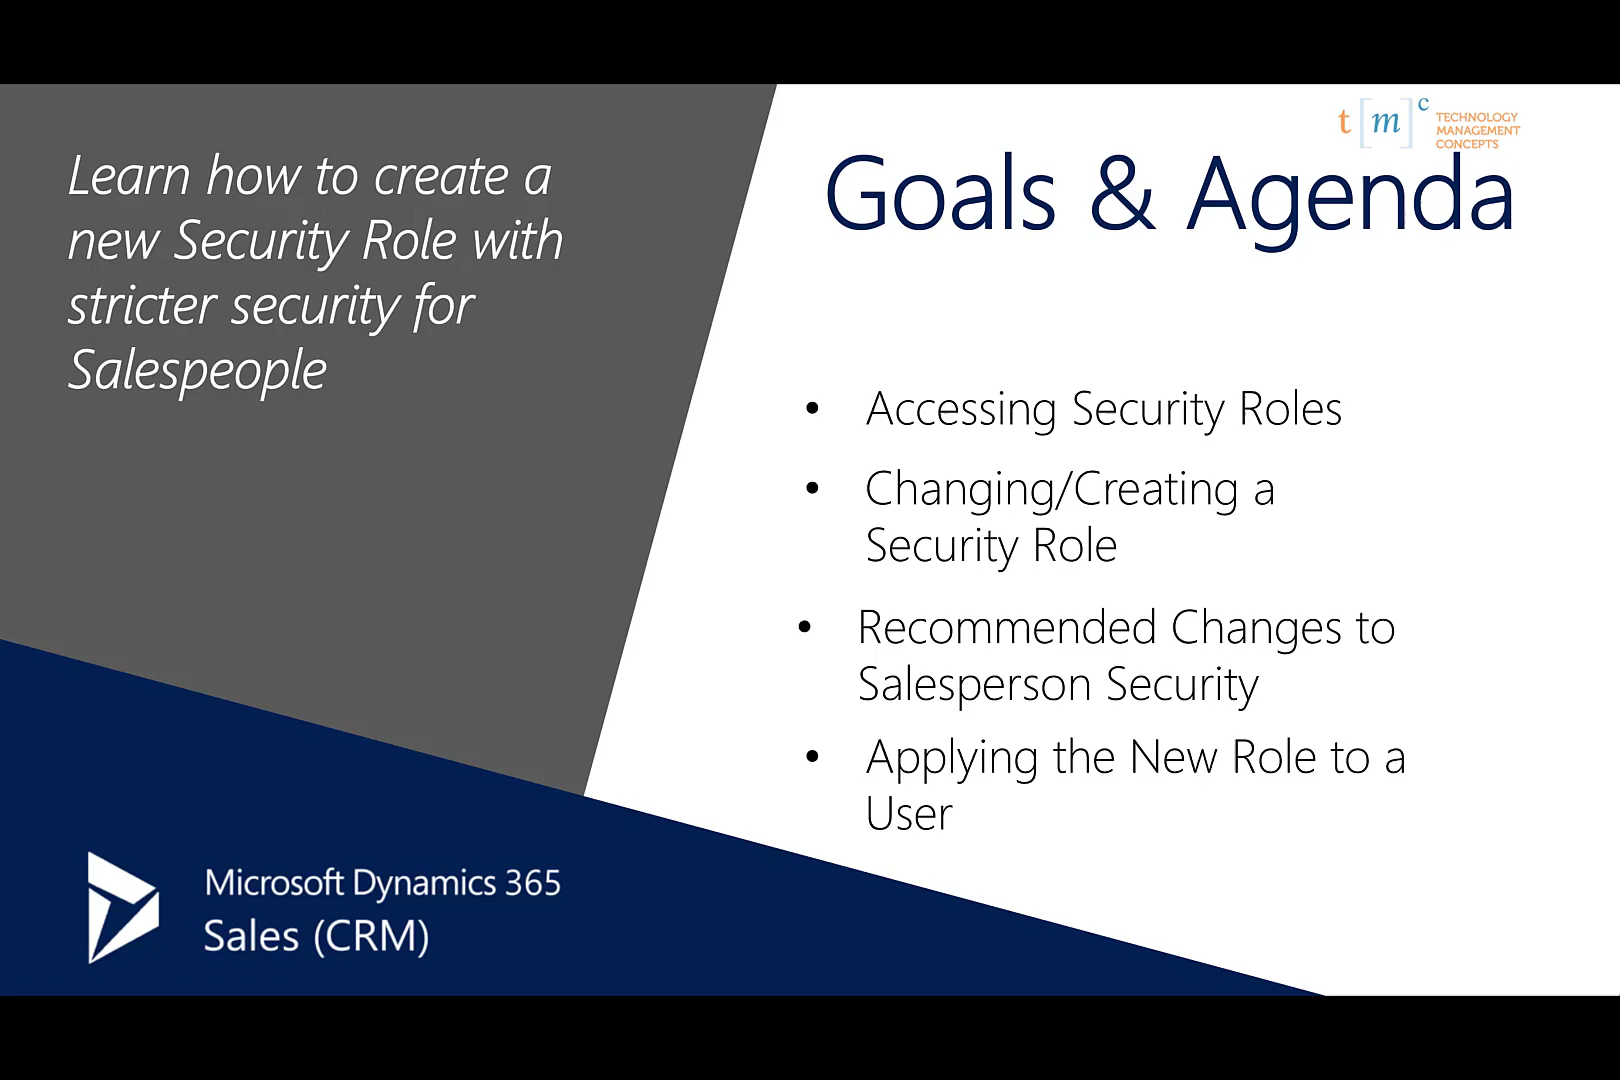 Learn how to create a
new Security Role with
stricter security for
Salespeople
t[m]c TECHNOLOGY
MANAGEMENT
CONCEPTS
Goals & Agenda
• Accessing Security Roles
• Changing/Creating a
Security Role
• Recommended Changes to
Salesperson Security
• Applying the New Role to a
User
Microsoft Dynamics 365
Sales (CRM)